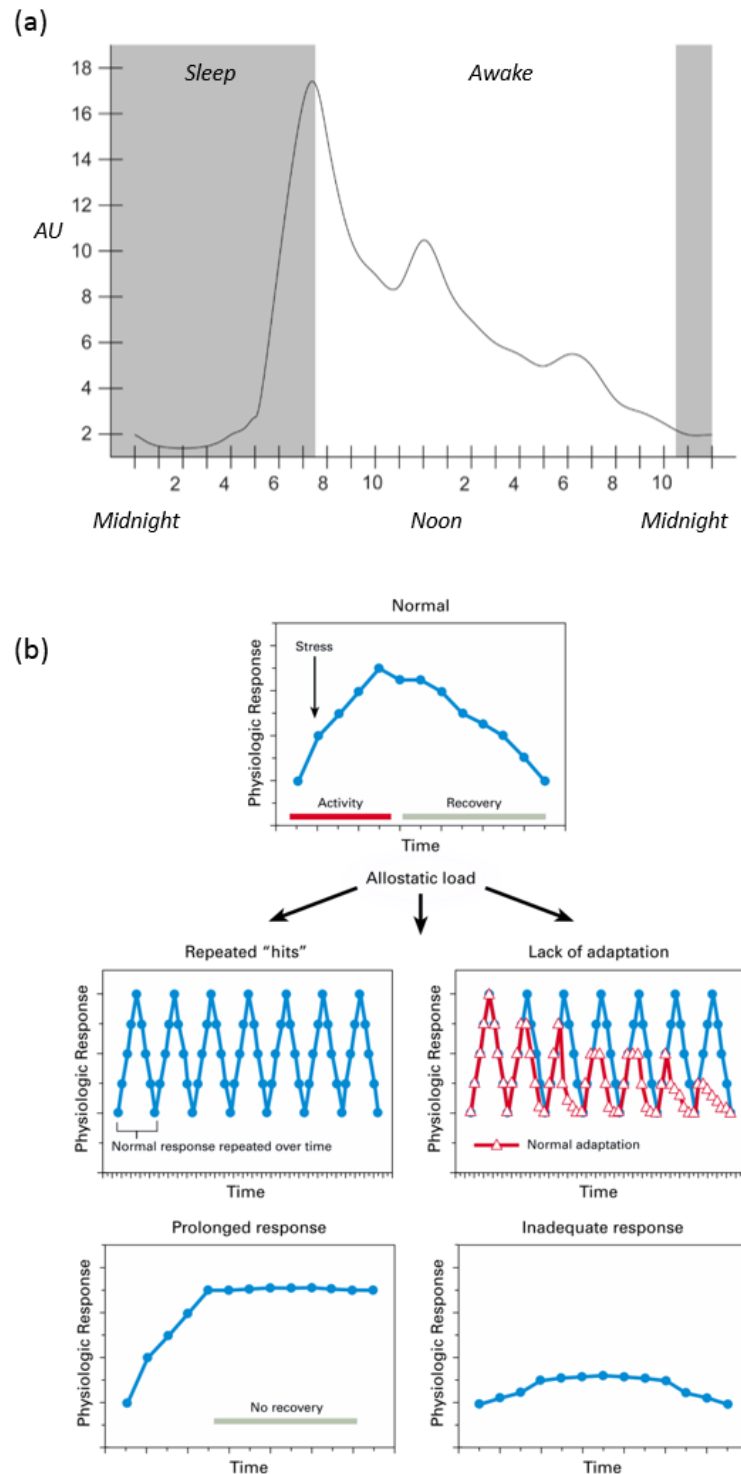 (a)
Sleep
Awake
18
16
14
18
AU
10
8
6
4
2
2 4 6 8 10 2 4 6 8 10
Midnight Noon Midnight
(b)
Normal
Physiologic Response
Stress
Activity Recovery
Time
Allostatic load
Repeated "hits"
Physiologic Response
Normal response repeated over time
Time
Lack of adaptation
Physiologic Response
Normal adaptation
Time
Prolonged response
Physiologic Response
No recovery
Time
Inadequate response
Physiologic Response
Time